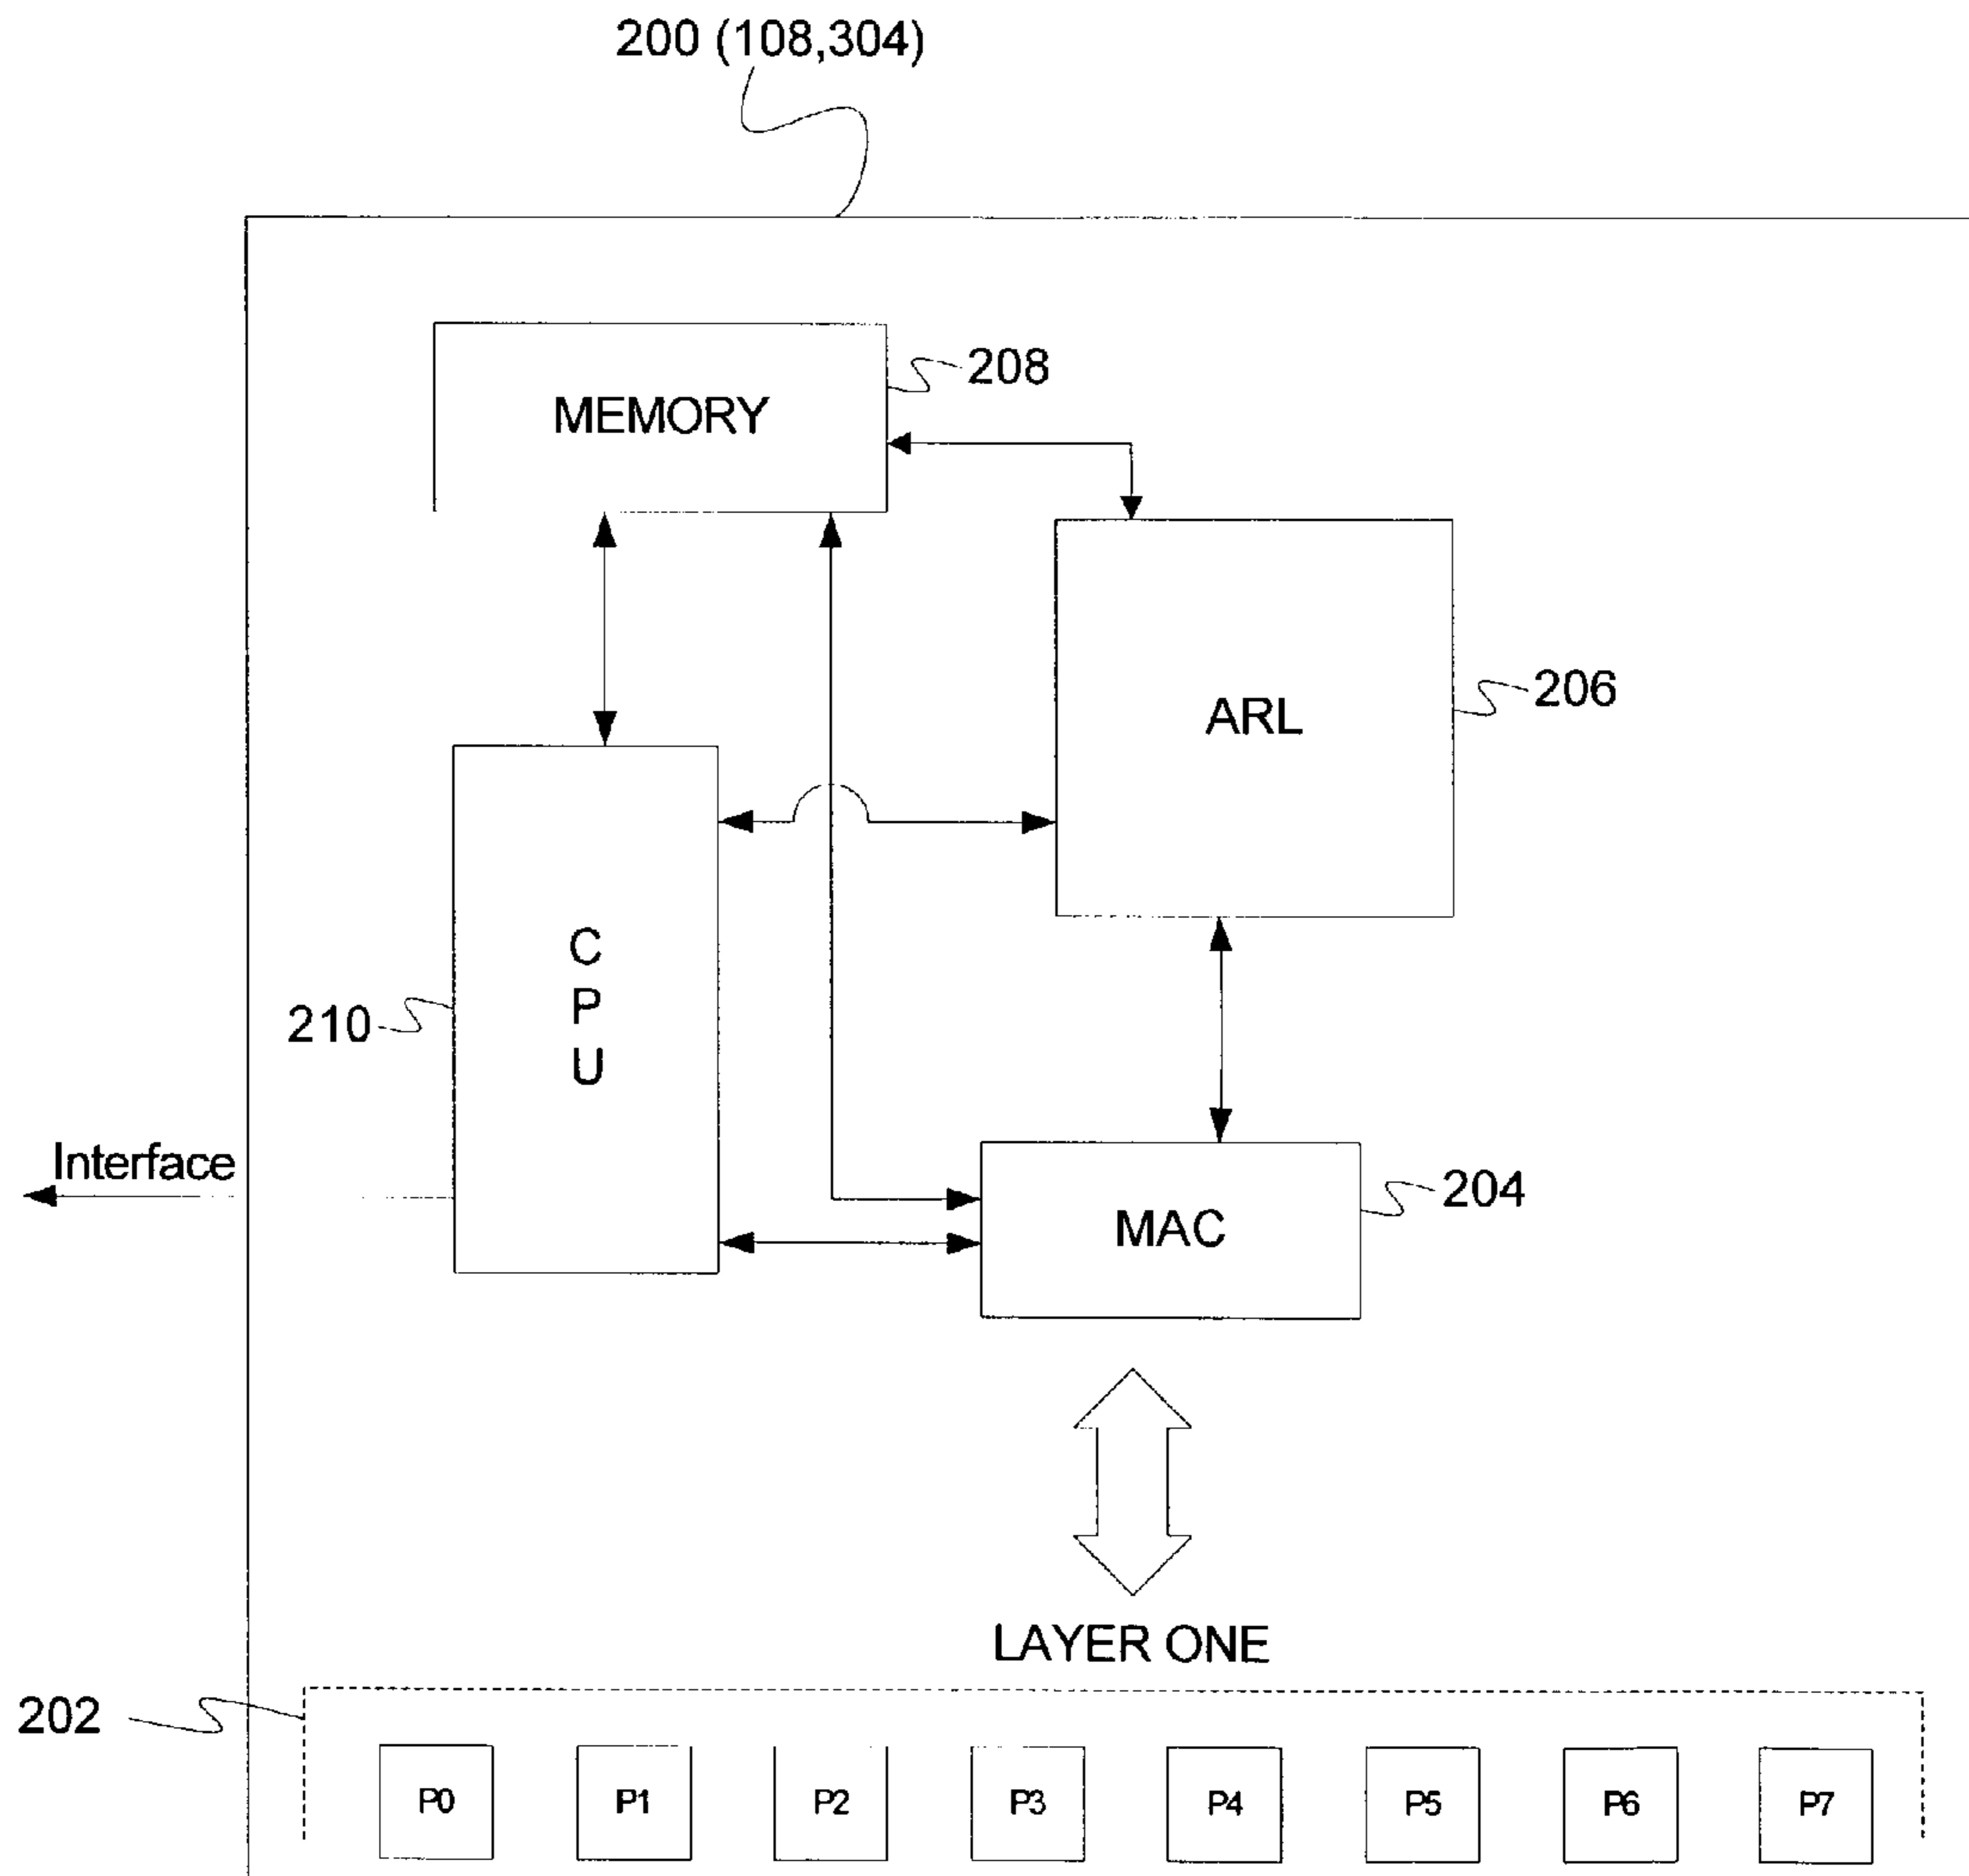 200 (108,304)
208
MEMORY
206
ARL
C
P
U
210
Interface
204
MAC
LAYER ONE
202
P0 P1 P2 P3 P4 P5 P6 P7